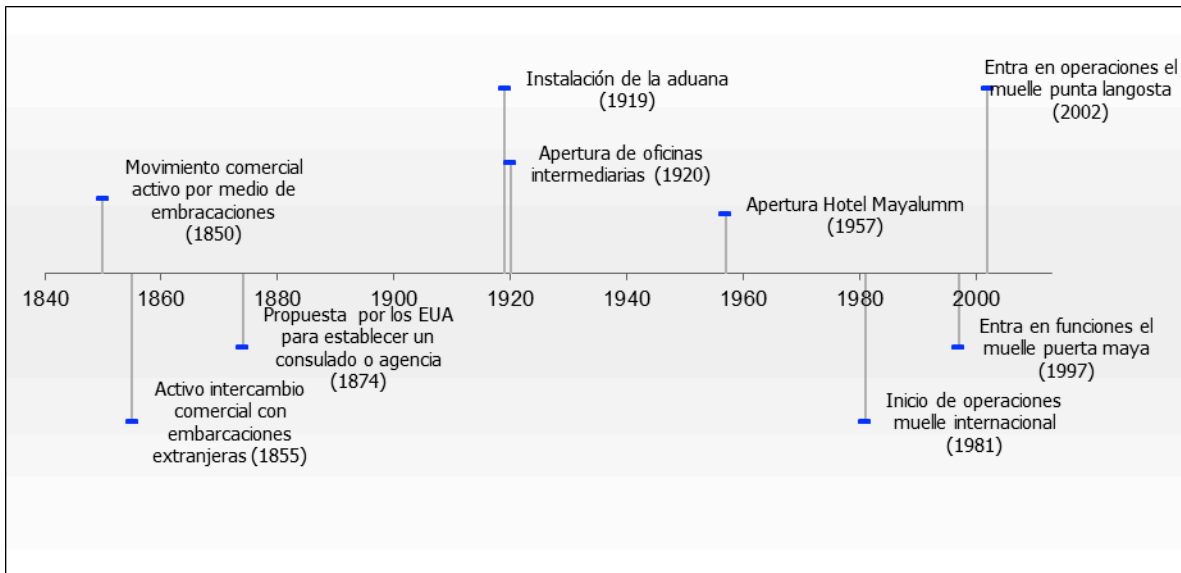 Instalación de la aduana
(1919)
Entra en operaciones el
muelle punta langosta
(2002)
Movimiento comercial
activo por medio de
embracaciones
(1850)
Apertura de oficinas
intermediarias (1920)
Apertura Hotel Mayalumm
(1957)
1840 1860 1880 1900 1920 1940 1960 1980 2000
Propuesta por los EUA
para establecer un
consulado o agencia
(1874)
Activo intercambio
comercial con
embarcaciones
extranjeras (1855)
Entra en funciones el
muelle puerta maya
(1997)
Inicio de operaciones
muelle internacional
(1981)